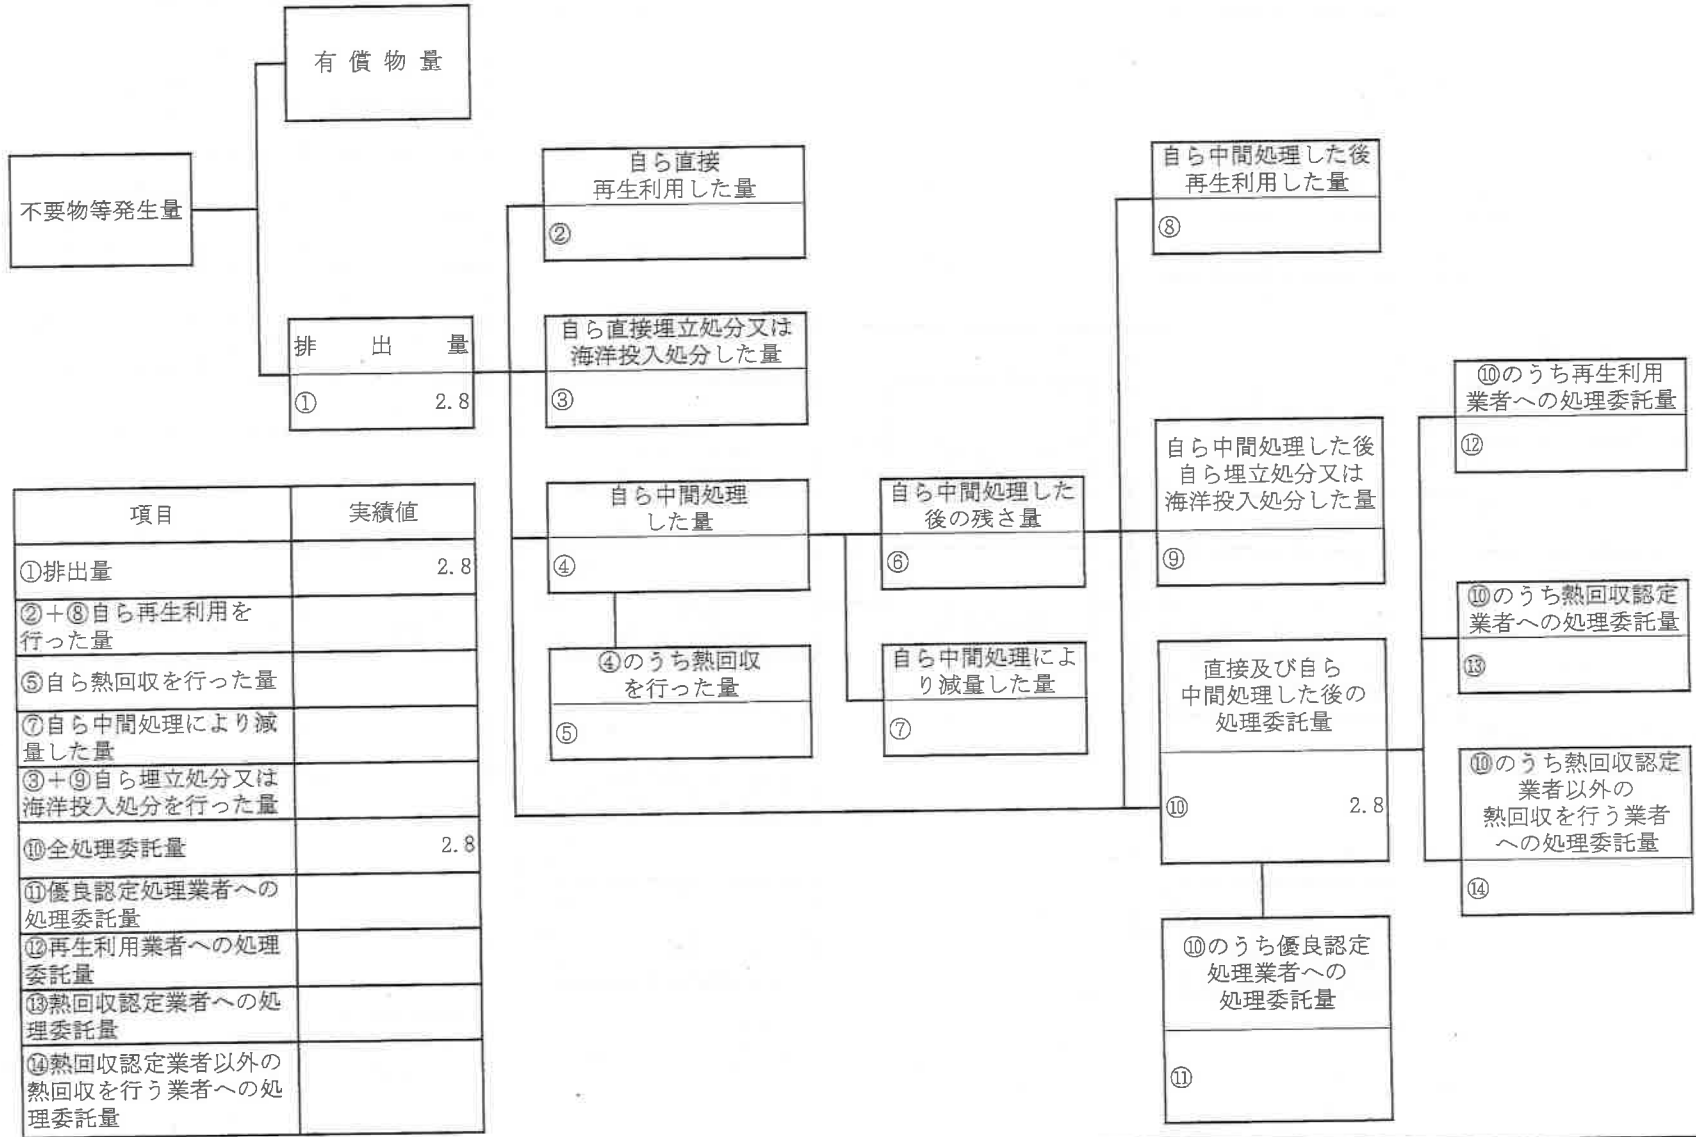 有償物量
不要物等発生量
排出量
① 2.8
自ら直接
再生利用した量
②
自ら直接埋立処分又は
海洋投入処分した量
③
自ら中間処理
した量
④
④のうち熱回収
を行った量
⑤
自ら中間処理した
後の残さ量
⑥
自ら中間処理によ
り減量した量
⑦
自ら中間処理した後
再生利用した量
⑧
自ら中間処理した後
自ら埋立処分又は
海洋投入処分した量
⑨
直接及び自ら
中間処理した後の
処理委託量
⑩ 2.8
⑩のうち優良認定
処理業者への
処理委託量
⑪
⑩のうち再生利用
業者への処理委託量
⑫
⑩のうち熱回収認定
業者への処理委託量
⑬
⑩のうち熱回収認定
業者以外の
熱回収を行う業者
への処理委託量
⑭
項目 実績値
①排出量 2.8
②+⑧自ら再生利用を
行った量
⑤自ら熱回収を行った量
⑦自ら中間処理により減
量した量
③+⑨自ら埋立処分又は
海洋投入処分を行った量
⑩全処理委託量 2.8
⑪優良認定処理業者への
処理委託量
⑫再生利用業者への処理
委託量
⑬熱回収認定業者への処
理委託量
⑭熱回収認定業者以外の
熱回収を行う業者への処
理委託量